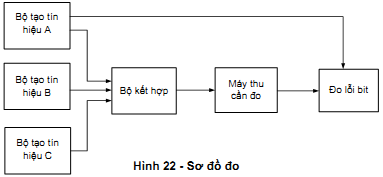 Bộ tạo tín
hiệu A
Bộ tạo tín
hiệu B
Bộ kết hợp
Máy thu
cần đo
Đo lỗi bit
Bộ tạo tín
hiệu C
Hình 22 - Sơ đồ đo